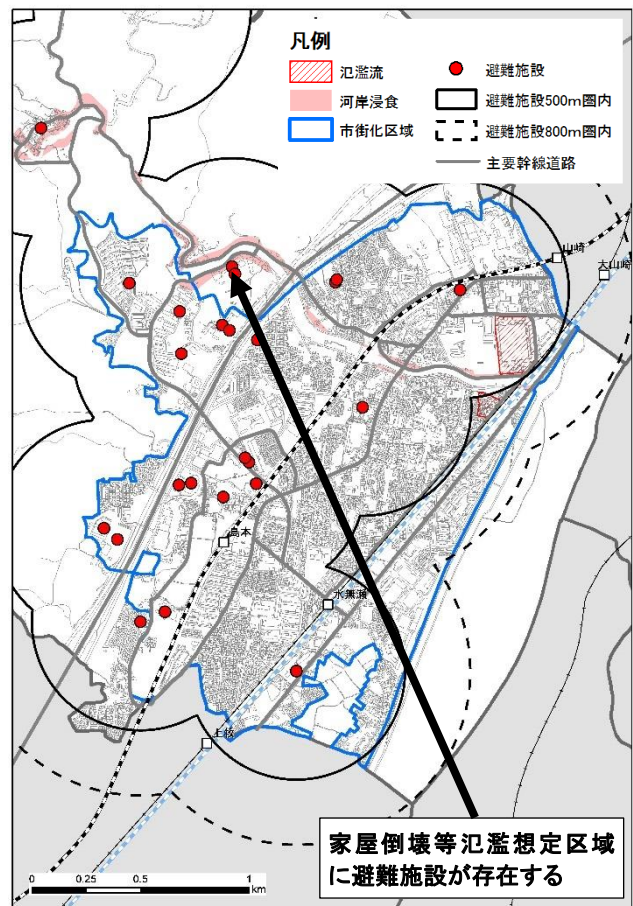 凡例
氾濫流
河岸浸食
市街化区域
避難施設
避難施設500m圏内
避難施設800m圏内
主要幹線道路
山崎
大山崎
島本
水無瀬
上牧
家屋倒壊等氾濫想定区域
に避難施設が存在する
0 0.25 0.5 1
km